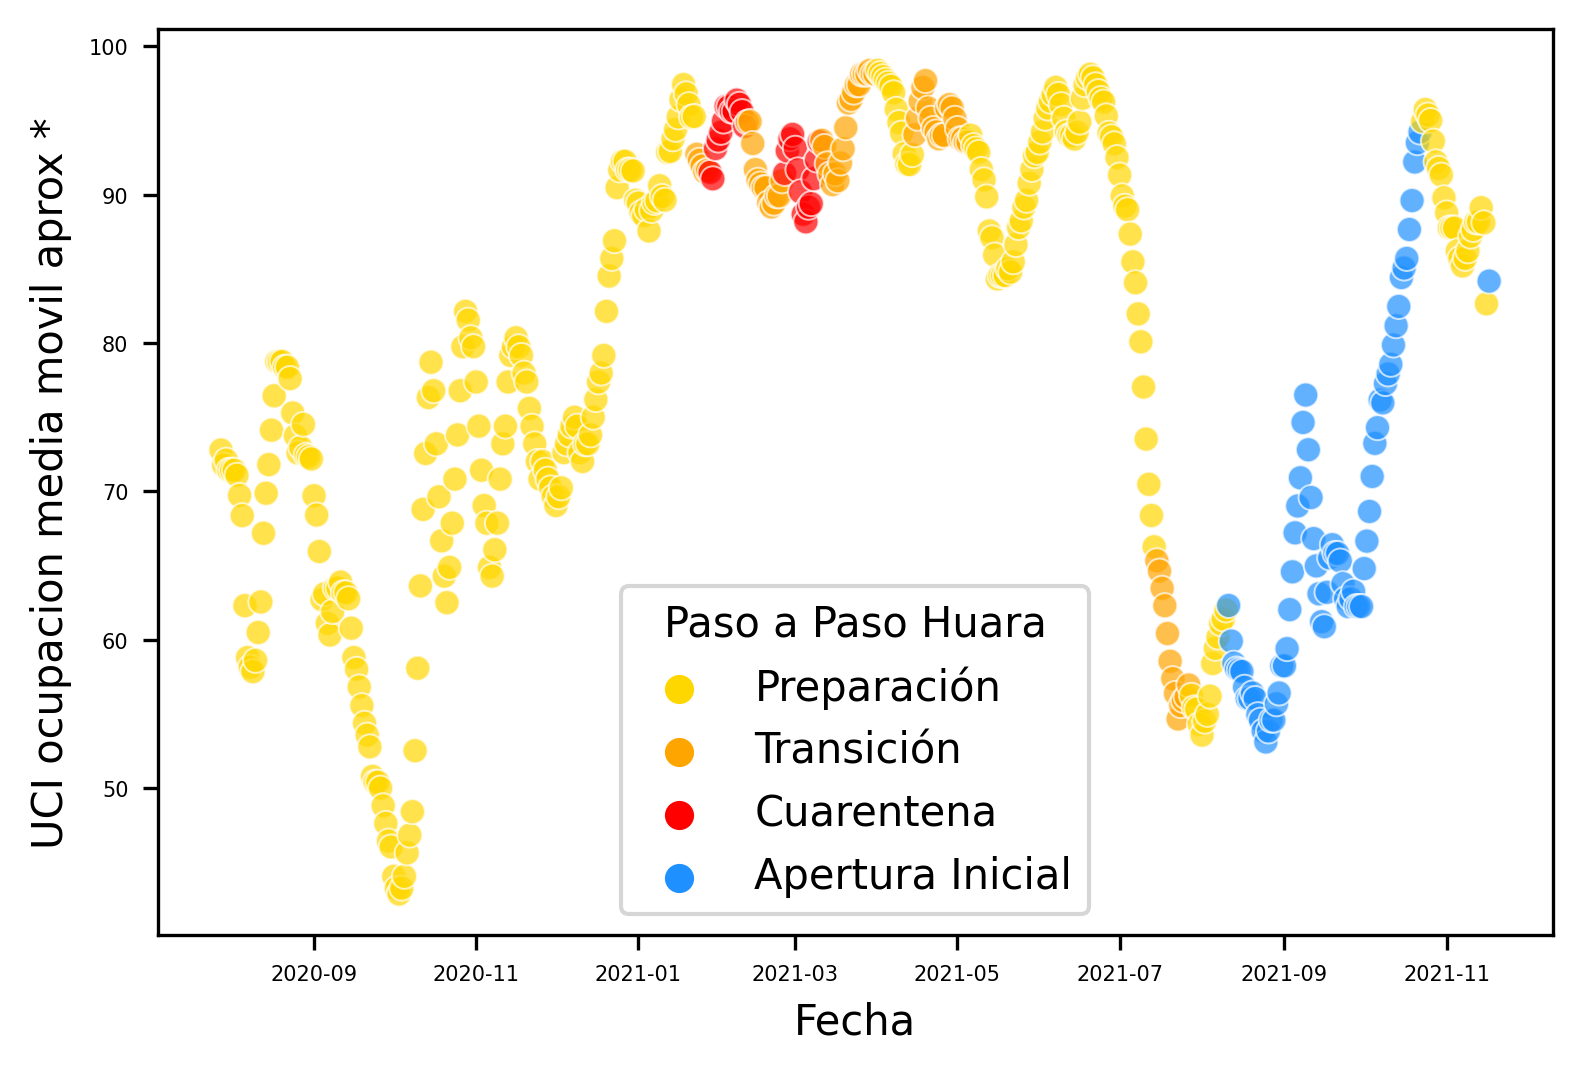 UCI ocupacion media movil aprox *
100
90
80
70
60
50
Paso a Paso Huara
Preparación
Transición
Cuarentena
Apertura Inicial
2020-09 2020-11 2021-01 2021-03 2021-05 2021-07 2021-09 2021-11
Fecha